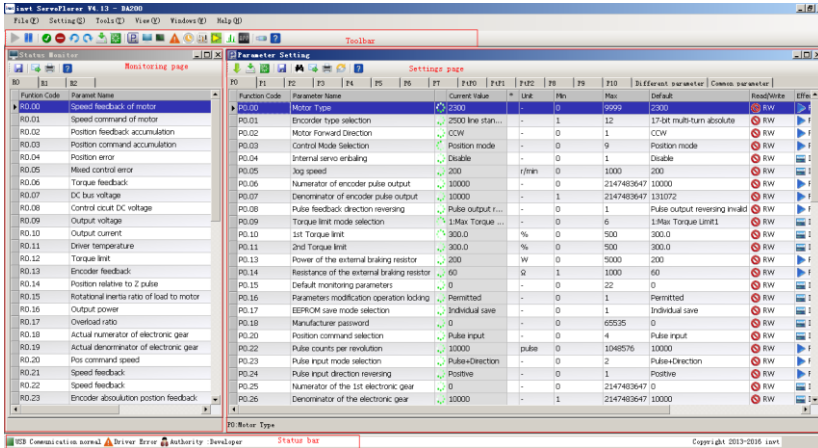 invt ServoPlorer V4.13 - DA200
File(F) Setting(S) Tools(T) View(V) Windows(W) Help(H)
Toolbar
Status Monitor
Monitoring page
R0 R1 R2
Funtion Code Paramet Name
R0.00 Speed feedback of motor
R0.01 Speed command of motor
R0.02 Position feedback accumulation
R0.03 Position command accumulation
R0.04 Position error
R0.05 Mixed control error
R0.06 Torque feedback
R0.07 DC bus voltage
R0.08 Control cicuit DC voltage
R0.09 Output voltage
R0.10 Output current
R0.11 Driver temperature
R0.12 Torque limit
R0.13 Encoder feedback
R0.14 Position relative to Z pulse
R0.15 Rotational inertia ratio of load to motor
R0.16 Output power
R0.17 Overload ratio
R0.18 Actual numerator of electronic gear
R0.19 Actual denominator of electronic gear
R0.20 Pos command speed
R0.21 Speed feedback
R0.22 Speed feedback
R0.23 Encoder absoulution postion feedback
Parameter Setting
Settings page
P0 P1 P2 P3 P4 P5 P6 P7 PtP0 PtP1 PtP2 P8 P9 P10 Different parameter Common parameter
Function Code Parameter Name Current Value * Unit Min Max Default Read/Write Effec
P0.00 Motor Type 2300 - 0 9999 2300 RW
P0.01 Encorder type selection 2500 line stan... - 1 12 17-bit multi-turn absolute RW
P0.02 Motor Forward Direction CCW - 0 1 CCW RW
P0.03 Control Mode Selection Position mode - 0 9 Position mode RW
P0.04 Internal servo enbaling Disable - 0 1 Disable RW
P0.05 Jog speed 200 r/min 0 1000 200 RW
P0.06 Numerator of encoder pulse output 10000 - 0 2147483647 10000 RW
P0.07 Denominator of encoder pulse output 10000 - 1 2147483647 131072 RW
P0.08 Pulse feedback direction reversing Pulse output r... - 0 1 Pulse output reversing invalid RW
P0.09 Torque limit mode selection 1:Max Torque ... - 0 6 1:Max Torque Limit1 RW
P0.10 1st Torque limit 300.0 % 0 500 300.0 RW
P0.11 2nd Torque limit 300.0 % 0 500 300.0 RW
P0.13 Power of the external braking resistor 200 W 0 5000 200 RW
P0.14 Resistance of the external braking resistor 60 Ω 1 1000 60 RW
P0.15 Default monitoring parameters 0 - 0 22 0 RW
P0.16 Parameters modification operation locking Permitted - 0 1 Permitted RW
P0.17 EEPROM save mode selection Individual save - 0 1 Individual save RW
P0.18 Manufacturer password 0 - 0 65535 0 RW
P0.20 Position command selection Pulse input - 0 4 Pulse input RW
P0.22 Pulse counts per revolution 10000 pulse 0 1048576 10000 RW
P0.23 Pulse input mode selection Pulse+Direction - 0 2 Pulse+Direction RW
P0.24 Pulse input direction reversing Positive - 0 1 Postive RW
P0.25 Numerator of the 1st electronic gear 0 - 0 2147483647 0 RW
P0.26 Denominator of the electronic gear 10000 - 1 2147483647 10000 RW
P0:Motor Type
USB Communication normal Driver Error Authority :Developer
Status bar
Copyright 2013-2016 invt